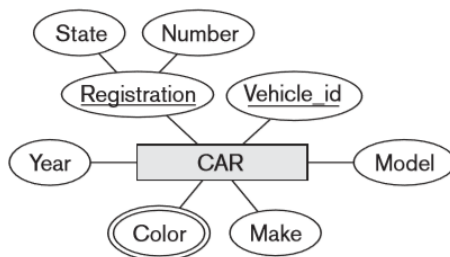 State
Number
Registration
Vehicle_id
Year
CAR
Model
Color
Make